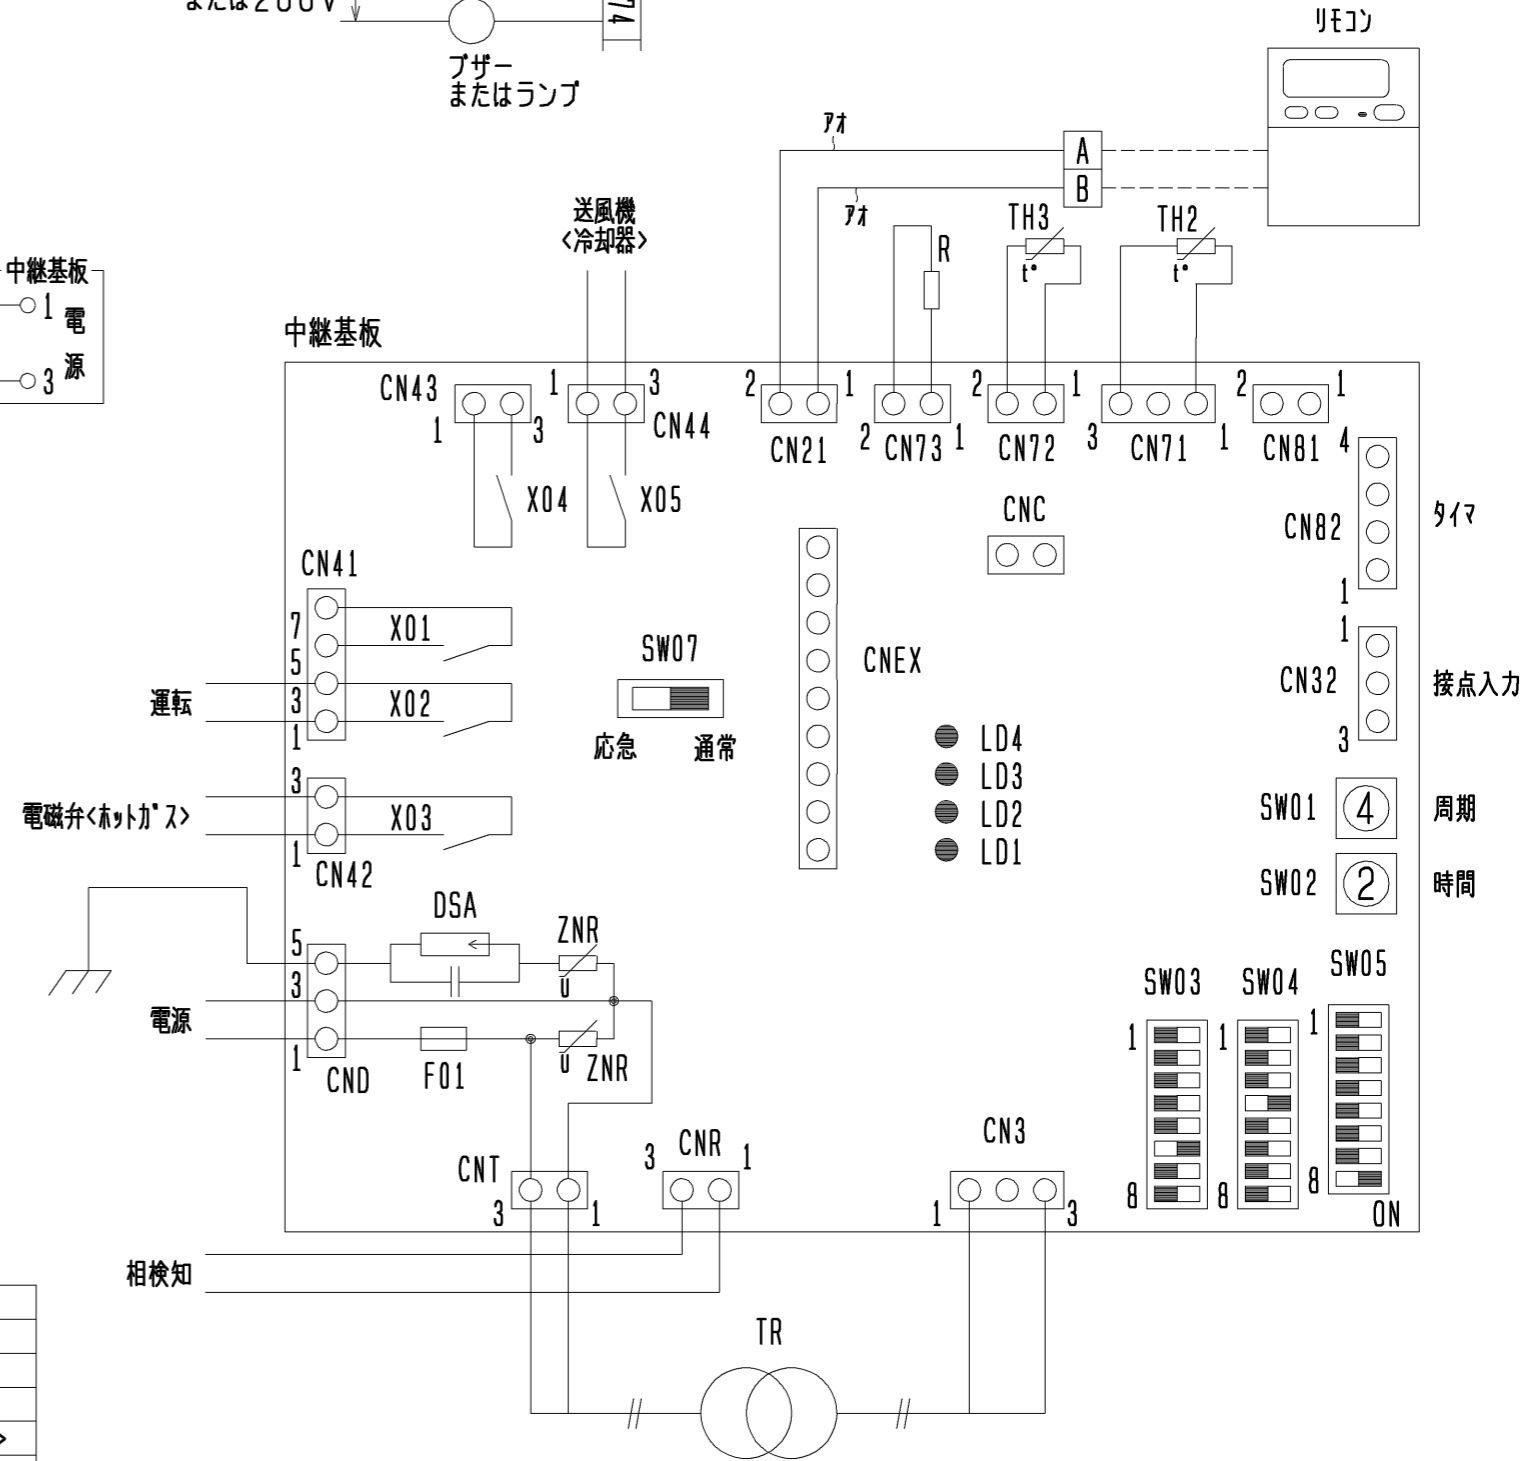 または200V
74
ブザー
またはランプ
リモコン
アオ
A
B
アオ
送風機
<冷却器>
TH3
t°
TH2
t°
R
中継基板
1 電
3 源
中継基板
CN43
1
3
1
3
CN44
2
1
CN21
2
CN73
1
2
1
CN72
3
CN71
1
2
1
CN81
X04
X05
CNC
4
CN82
1
タイマ
CN41
7
5
3
1
X01
X02
運転
SW07
応急
通常
CNEX
1
CN32
3
接点入力
LD4
LD3
LD2
LD1
3
1
X03
CN42
電磁弁<ホットガス>
SW01
4
周期
SW02
2
時間
DSA
ZNR
U
5
3
1
電源
CND
F01
U
ZNR
SW03
1
8
SW04
1
8
SW05
1
8
ON
CNT
3
1
3
CNR
1
CN3
1
3
相検知
TR
>